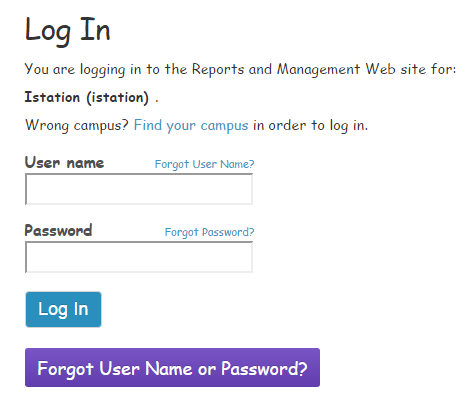 Log In
You are logging in to the Reports and Management Web site for:
Istation (istation) .
Wrong campus? Find your campus in order to log in.
User name Forgot User Name?
Password Forgot Password?
Log In
Forgot User Name or Password?